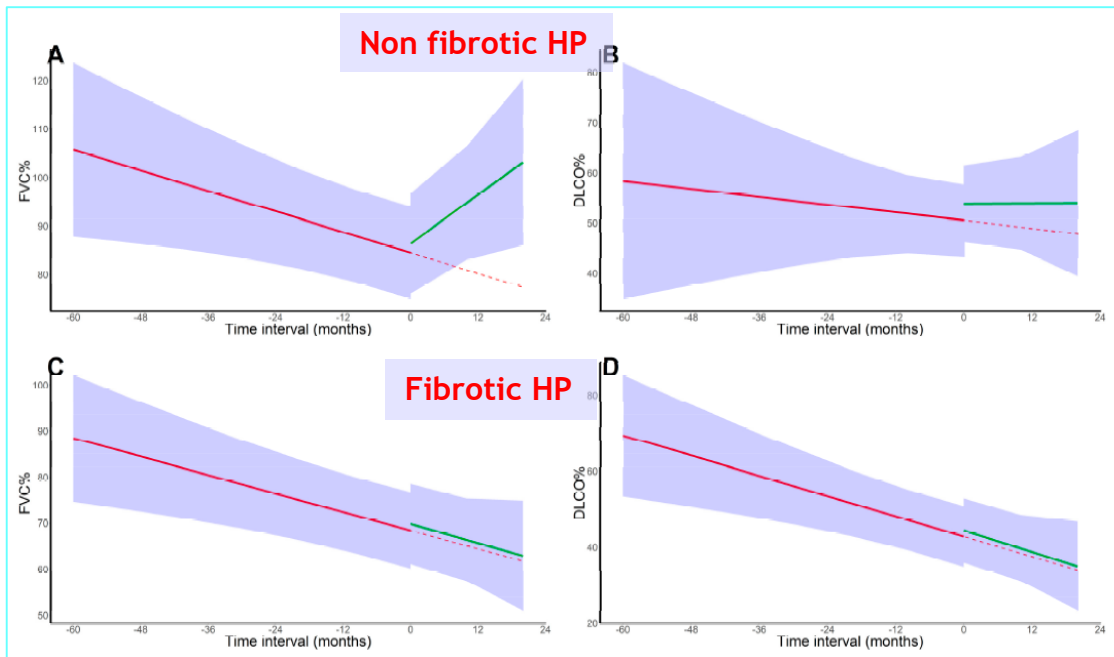 Non fibrotic HP
A
120
110
100
90
80
FVC%
-60 -48 -36 -24 -12 0 12 24
Time interval (months)
B
80
70
60
50
40
DLCO%
-60 -48 -36 -24 -12 0 12 24
Time interval (months)
Fibrotic HP
C
100
90
80
70
60
50
FVC%
-60 -48 -36 -24 -12 0 12 24
Time interval (months)
D
80
60
40
20
DLCO%
-60 -48 -36 -24 -12 0 12 24
Time interval (months)